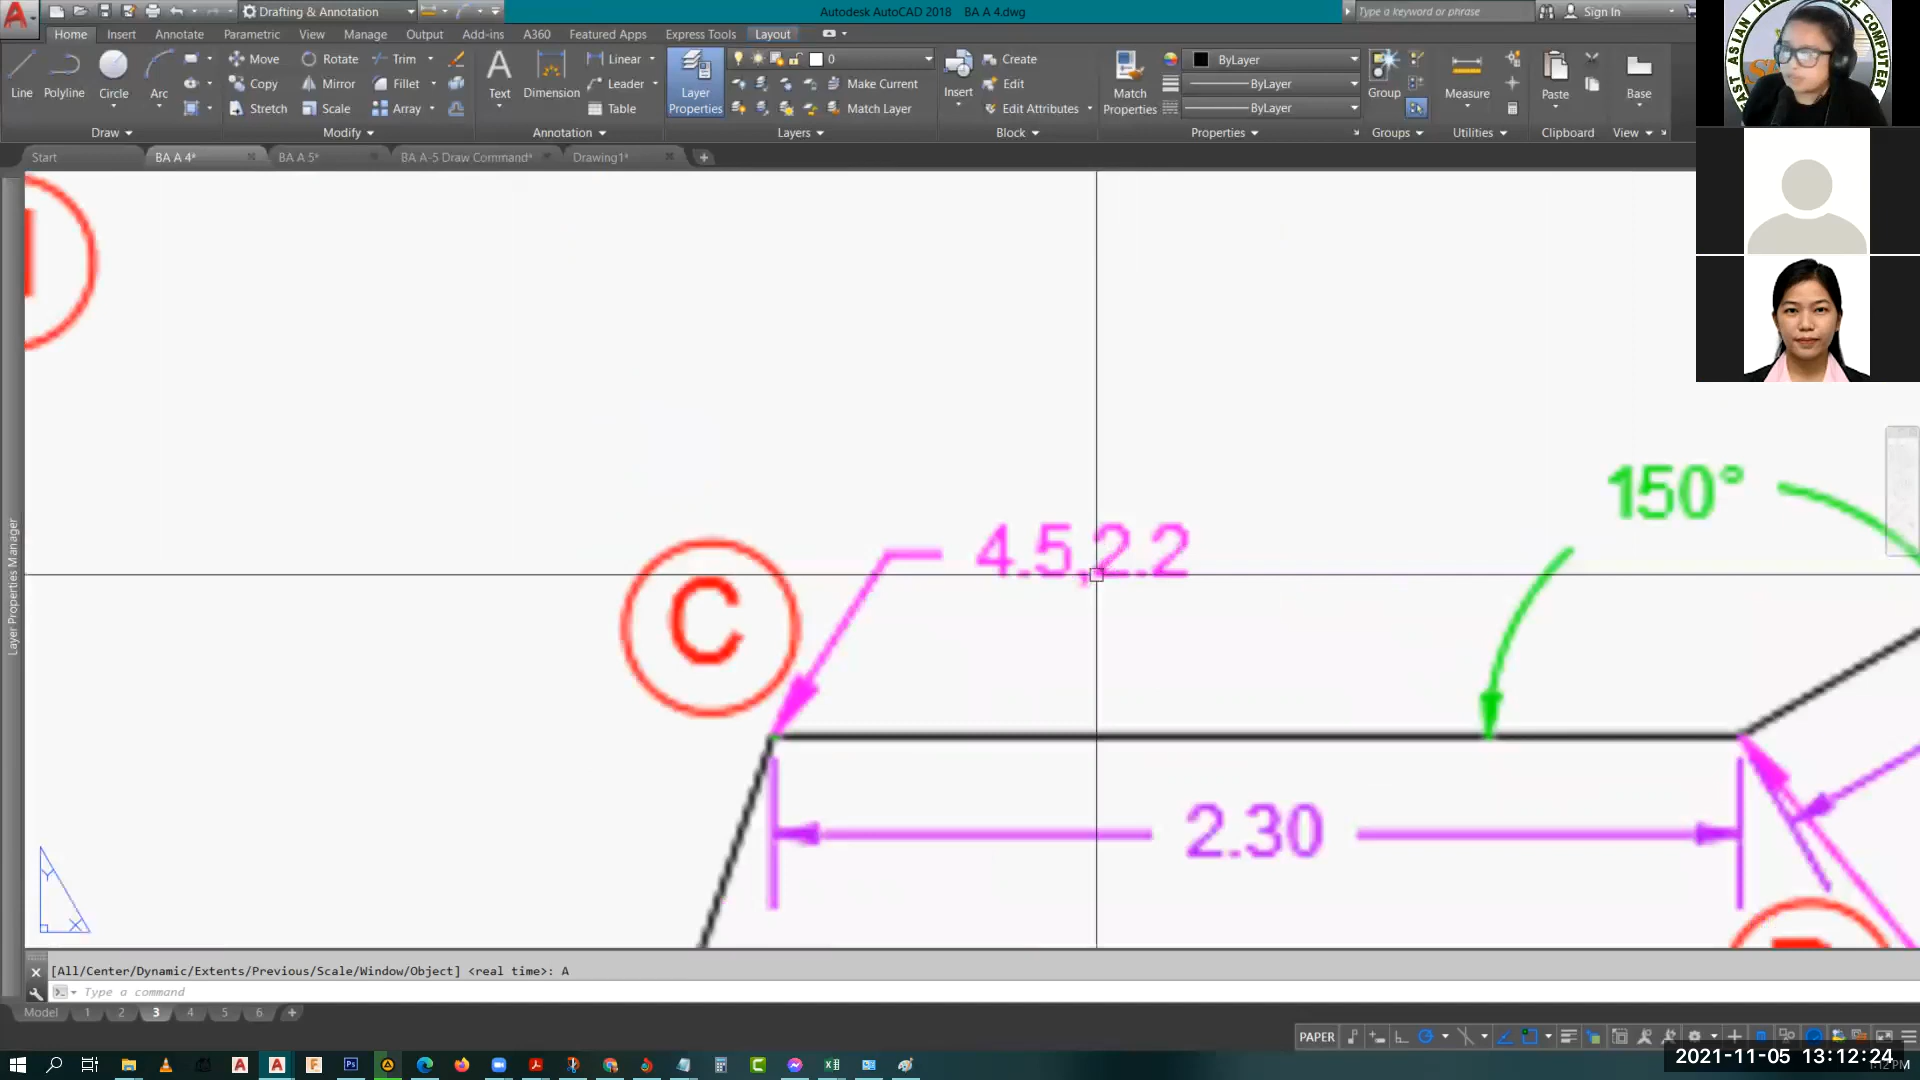 Drafting & Annotation
Autodesk AutoCAD 2018 BA A 4.dwg
Type a keyword or phrase
Sign In
Home Insert Annotate Parametric View Manage Output Add-ins A360 Featured Apps Express Tools Layout
Line Polyline Circle Arc
Move Rotate Trim
Copy Mirror Fillet
Stretch Scale Array
Text Dimension
Linear
Leader
Table
Layer Properties
0
Make Current
Match Layer
Insert
Create
Edit
Edit Attributes
Match Properties
ByLayer
ByLayer
ByLayer
Group Measure Paste Base
Draw Modify Annotation Layers Block Properties Groups Utilities Clipboard View
Start BA A 4* BA A 5* BA A-5 Draw Command* Drawing1*
Layer Properties Manager
150°
4.5,2.2
C
2.30
Y
X
[All/Center/Dynamic/Extents/Previous/Scale/Window/Object] <real time>: A
Type a command
Model 1 2 3 4 5 6
PAPER
2021-11-05 13:12:24